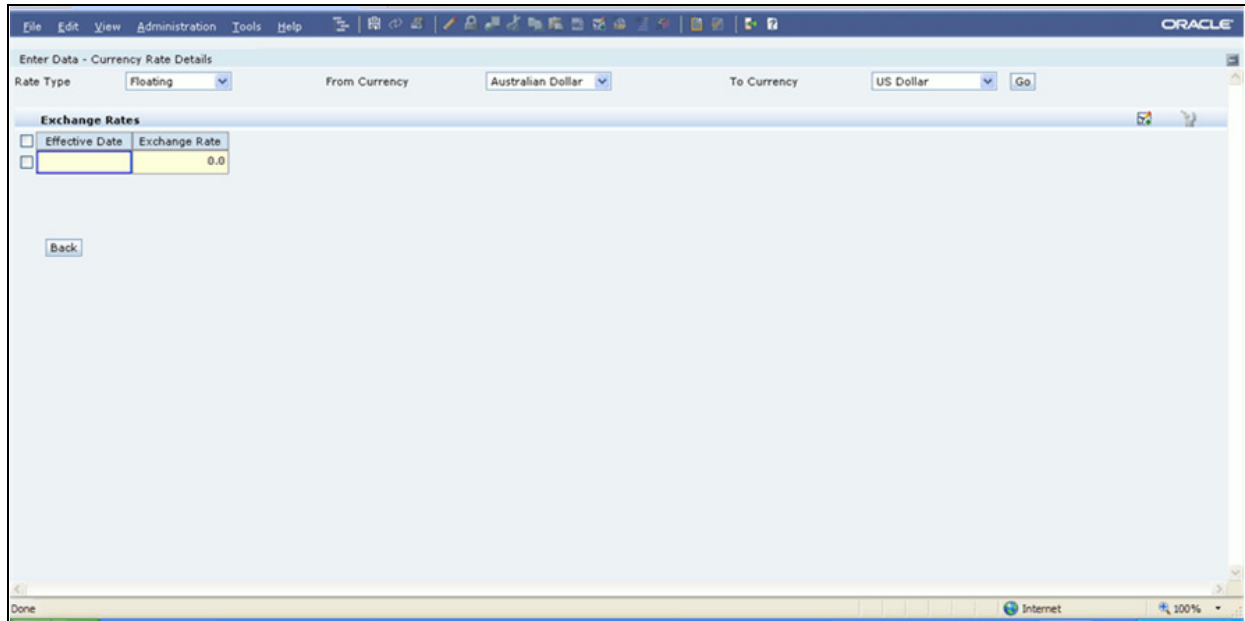 File Edit View Administration Tools Help ORACLE
Enter Data - Currency Rate Details
Rate Type Floating From Currency Australian Dollar To Currency US Dollar Go
Exchange Rates
Effective Date Exchange Rate
0.0
Back
Done Internet 100%